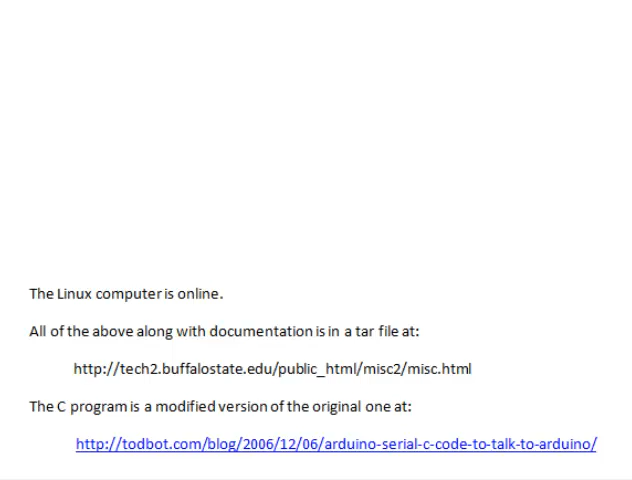 The Linux computer is online.
All of the above along with documentation is in a tar file at:
http://tech2.buffalostate.edu/public_html/misc2/misc.html
The C program is a modified version of the original one at:
http://todbot.com/blog/2006/12/06/arduino-serial-c-code-to-talk-to-arduino/